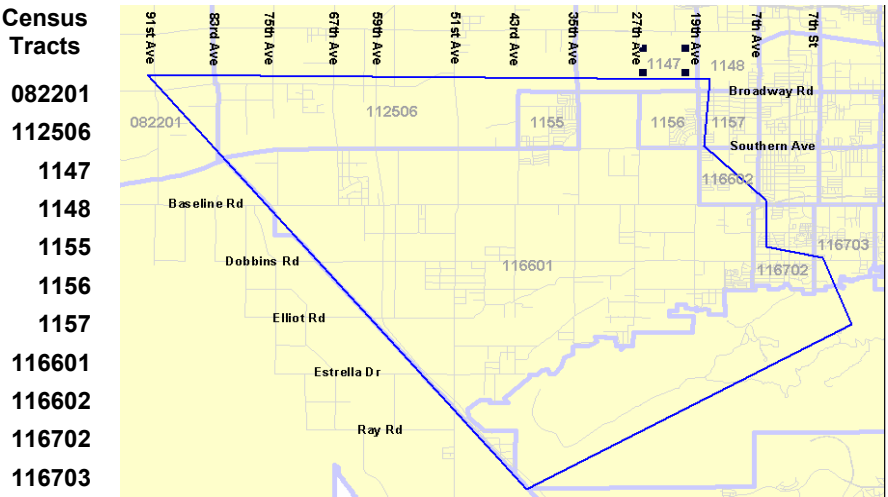 Census
Tracts
082201
112506
1147
1148
1155
1156
1157
116601
116602
116702
116703
91st Ave
83rd Ave
75th Ave
67th Ave
59th Ave
51st Ave
43rd Ave
35th Ave
27th Ave
19th Ave
7th Ave
7th St
1147
1148
Broadway Rd
082201
112506
1155
1156
1157
Southern Ave
116602
Baseline Rd
116703
Dobbins Rd
116601
116702
Elliot Rd
Estrella Dr
Ray Rd